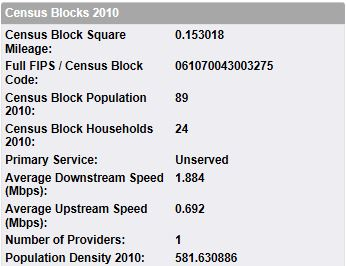 Census Blocks 2010
Census Block Square 0.153018
Mileage:
Full FIPS / Census Block 061070043003275
Code:
Census Block Population 89
2010:
Census Block Households 24
2010:
Primary Service: Unserved
Average Downstream Speed 1.884
(Mbps):
Average Upstream Speed 0.692
(Mbps):
Number of Providers: 1
Population Density 2010: 581.630886